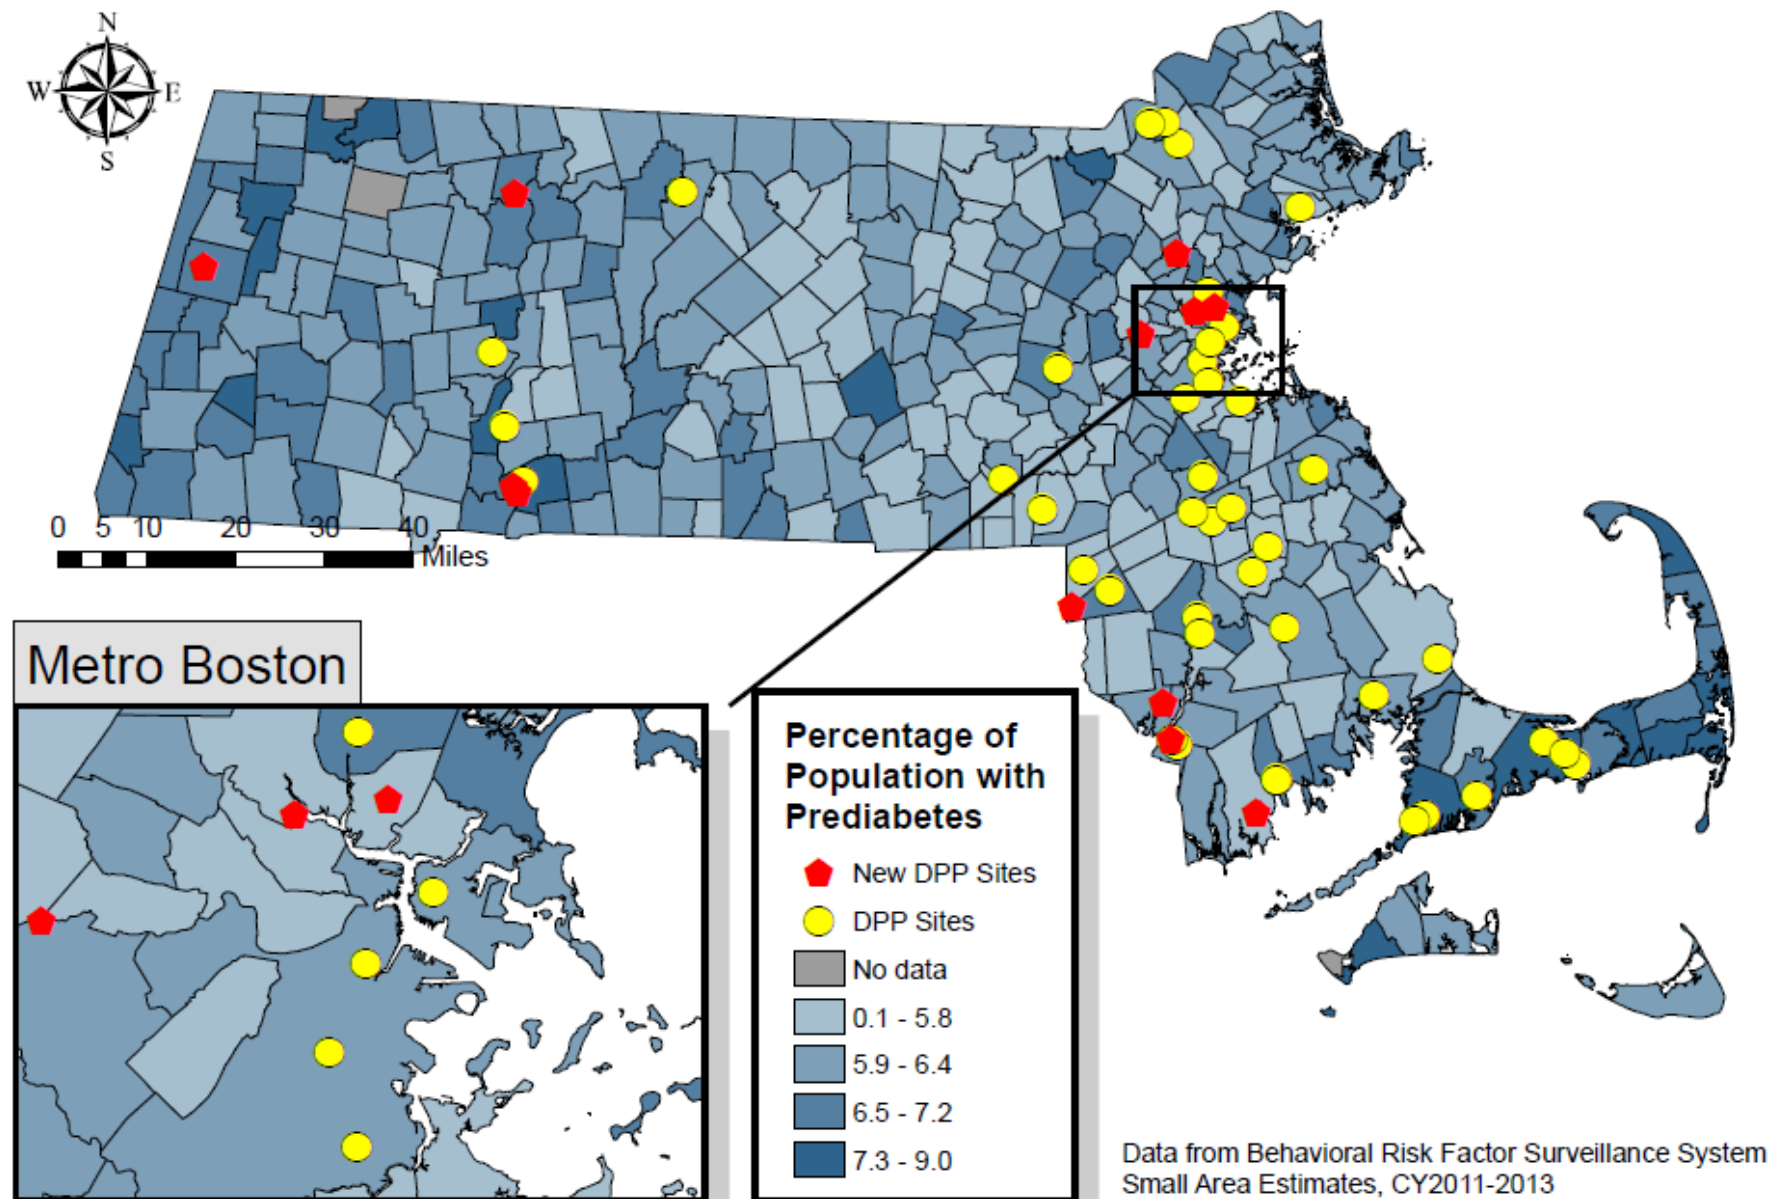 N
W E
S
0 5 10 20 30 40
Miles
Metro Boston
Percentage of
Population with
Prediabetes
New DPP Sites
DPP Sites
No data
0.1 - 5.8
5.9 - 6.4
6.5 - 7.2
7.3 - 9.0
Data from Behavioral Risk Factor Surveillance System
Small Area Estimates, CY2011-2013